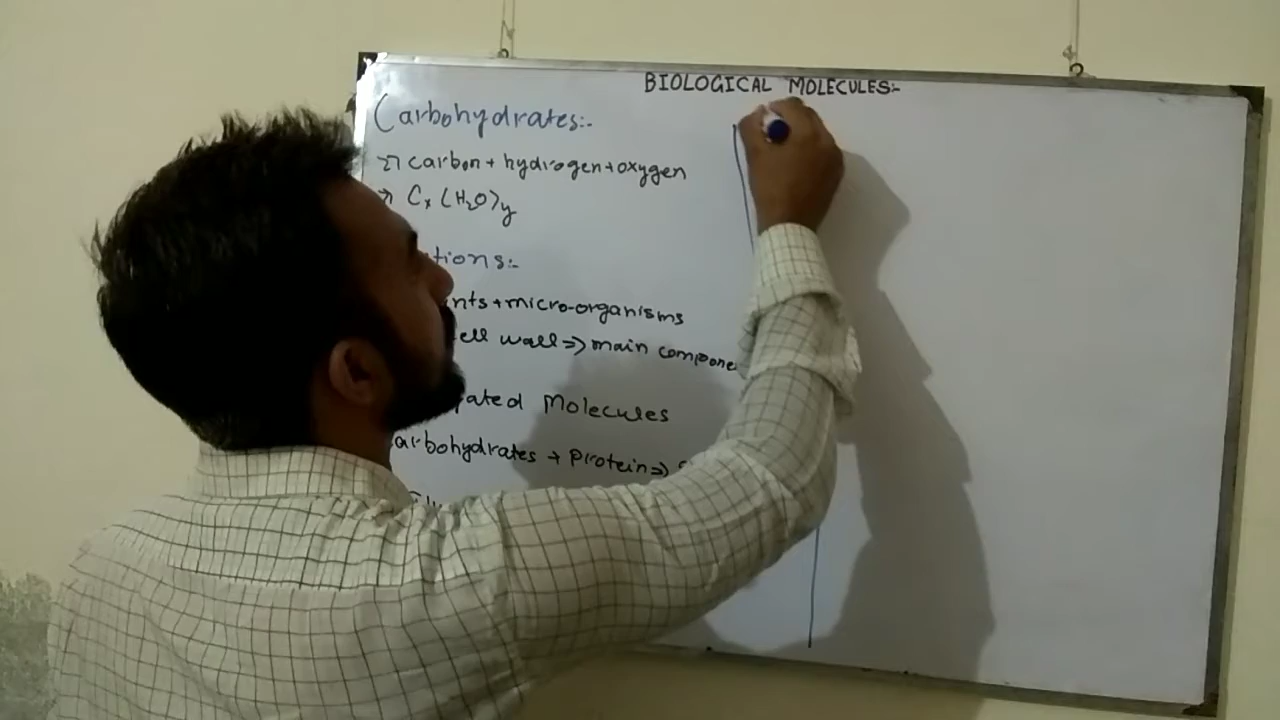 BIOLOGICAL MOLECULES:-
Carbohydrates:-
⇒ carbon + hydrogen + oxygen
⇒ Cx (H2O)y
tions:-
nts + micro-organisms
ell wall => main compone
gated Molecules
arbohydrates + protein =>